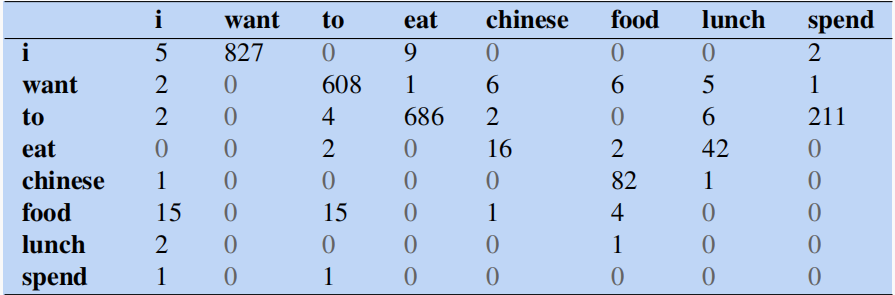 i want to eat chinese food lunch spend
i 5 827 0 9 0 0 0 2
want 2 0 608 1 6 6 5 1
to 2 0 4 686 2 0 6 211
eat 0 0 2 0 16 2 42 0
chinese 1 0 0 0 0 82 1 0
food 15 0 15 0 1 4 0 0
lunch 2 0 0 0 0 1 0 0
spend 1 0 1 0 0 0 0 0